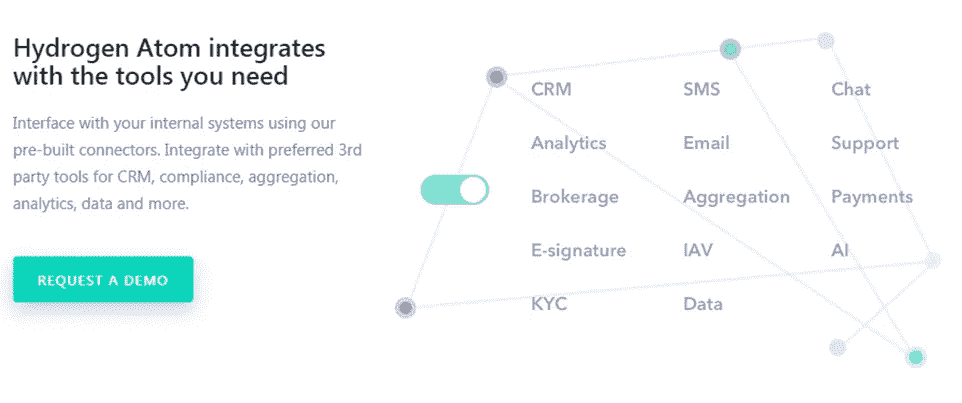 Hydrogen Atom integrates
with the tools you need
Interface with your internal systems using our
pre-built connectors. Integrate with preferred 3rd
party tools for CRM, compliance, aggregation,
analytics, data and more.
REQUEST A DEMO
CRM SMS Chat
Analytics Email Support
Brokerage Aggregation Payments
E-signature IAV AI
KYC Data